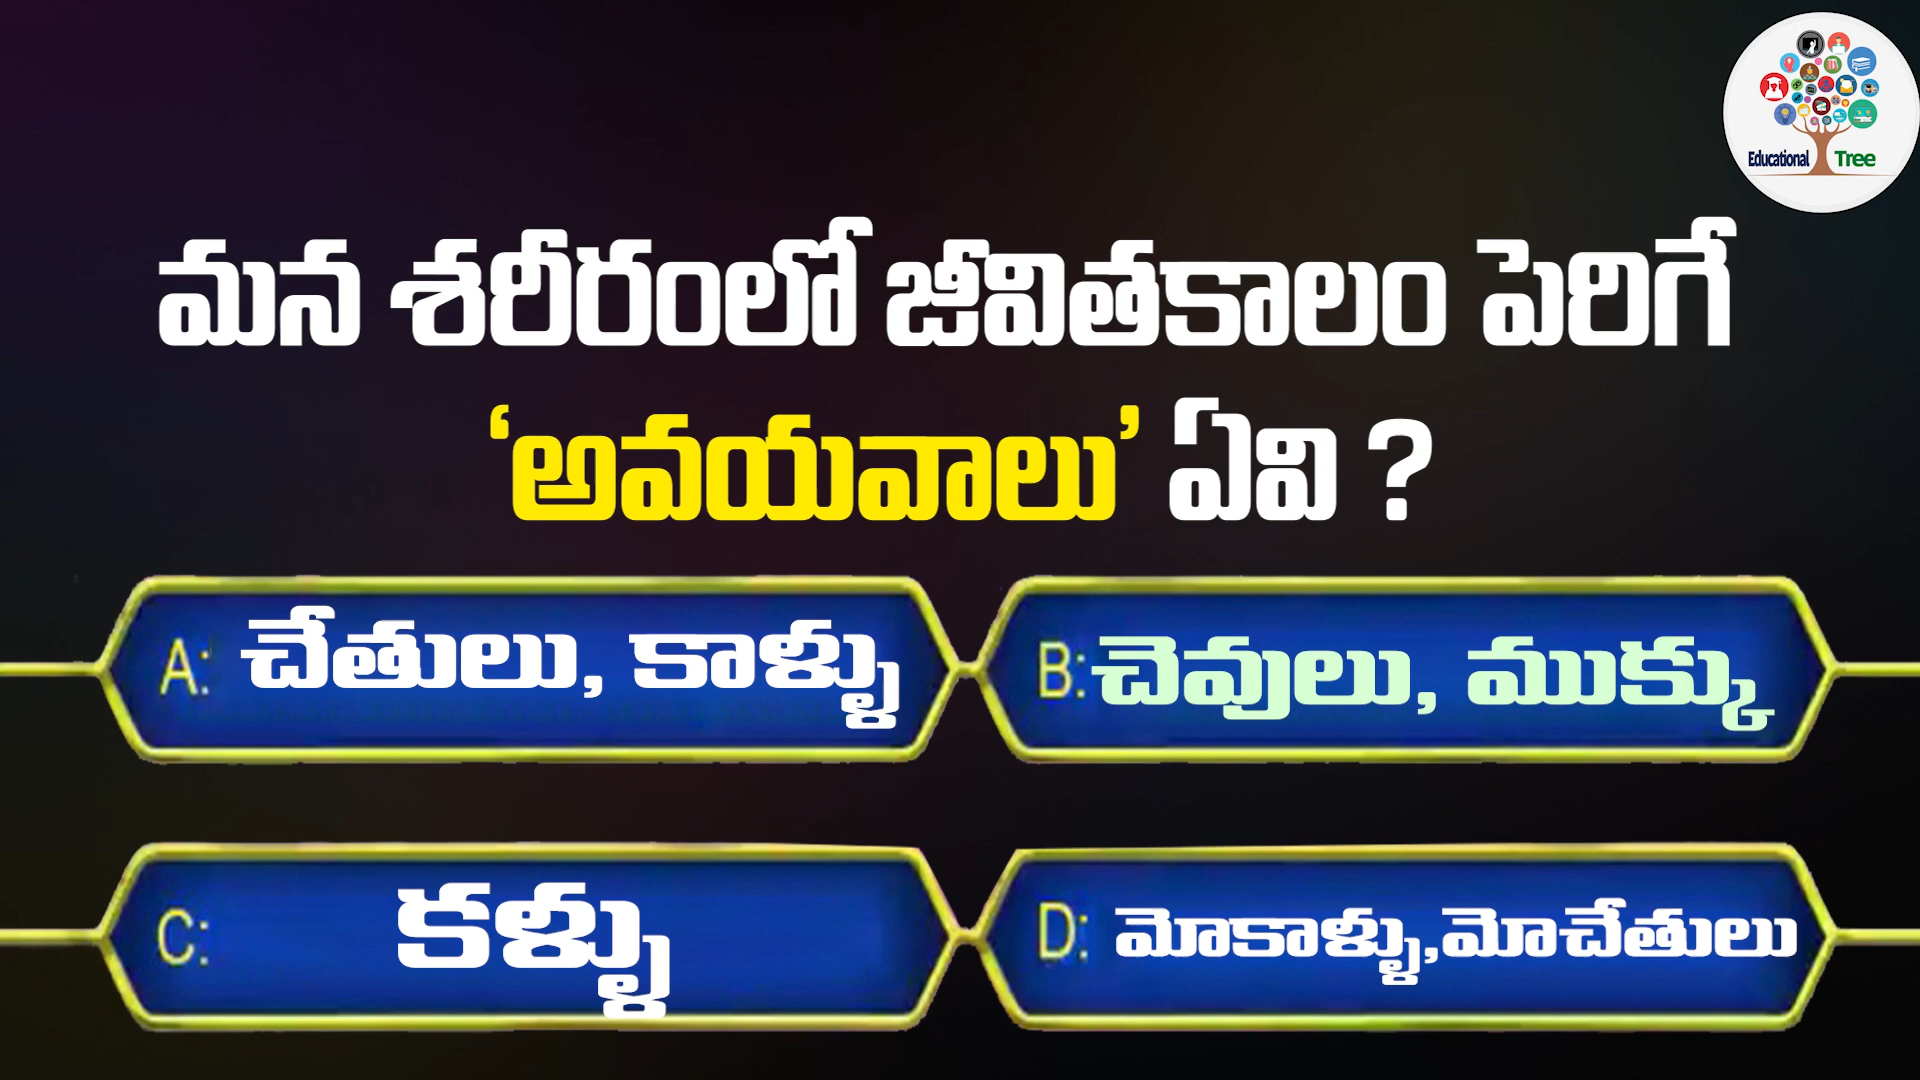 Educational Tree
మన శరీరంలో జీవితకాలం పెరిగే
‘అవయవాలు’ ఏవి ?
A: చేతులు, కాళ్ళు
B: చెవులు, ముక్కు
C: కళ్ళు
D: మోకాళ్ళు,మోచేతులు